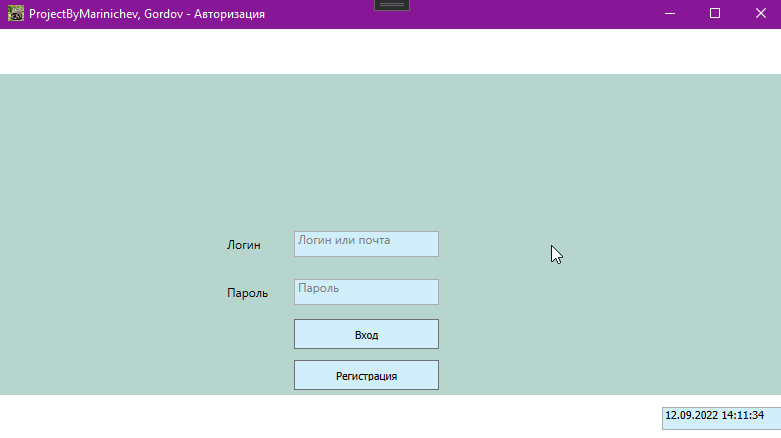 ProjectByMarinichev, Gordov - Авторизация
Логин
Логин или почта
Пароль
Пароль
Вход
Регистрация
12.09.2022 14:11:34